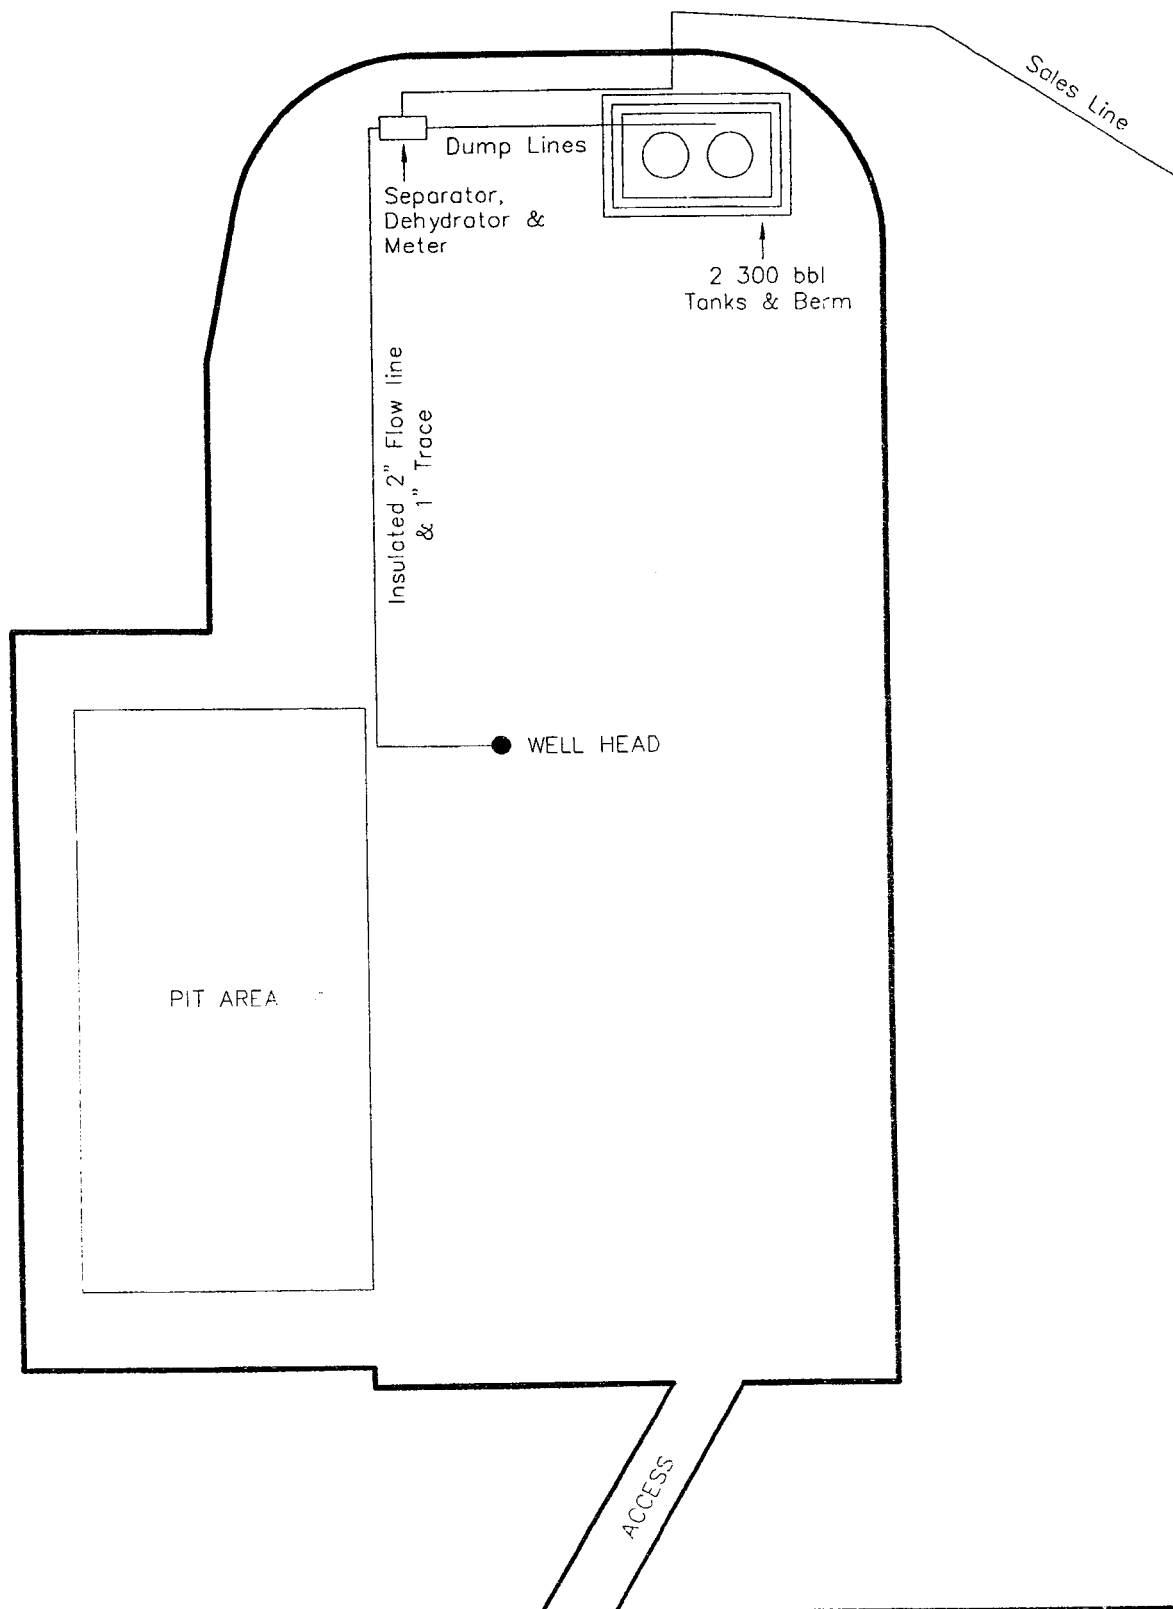 Sales Line
Dump Lines
Separator,
Dehydrator &
Meter
2 300 bbl
Tanks & Berm
Insulated 2" Flow line
& 1" Trace
WELL HEAD
PIT AREA
ACCESS